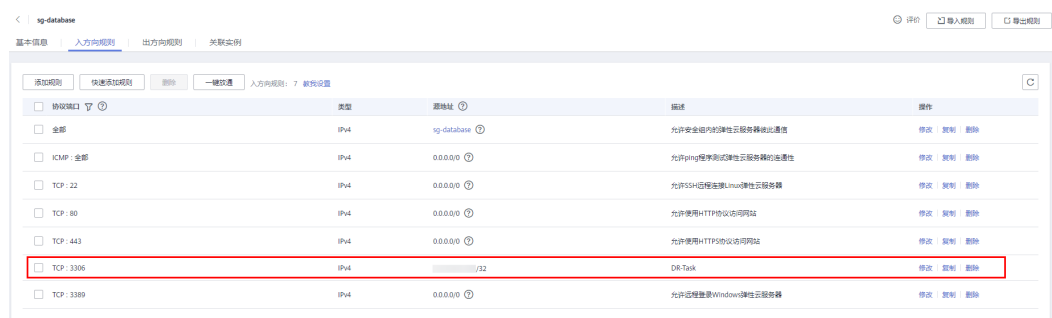 sg-database
评价 导入规则 导出规则
基本信息 入方向规则 出方向规则 关联实例
添加规则 快速添加规则 删除 一键放通 入方向规则： 7 教我设置
协议端口 类型 源地址 描述 操作
全部 IPv4 sg-database 允许安全组内的弹性云服务器彼此通信 修改 复制 删除
ICMP : 全部 IPv4 0.0.0.0/0 允许ping程序测试弹性云服务器的连通性 修改 复制 删除
TCP : 22 IPv4 0.0.0.0/0 允许SSH远程连接Linux弹性云服务器 修改 复制 删除
TCP : 80 IPv4 0.0.0.0/0 允许使用HTTP协议访问网站 修改 复制 删除
TCP : 443 IPv4 0.0.0.0/0 允许使用HTTPS协议访问网站 修改 复制 删除
TCP : 3306 IPv4 /32 DR-Task 修改 复制 删除
TCP : 3389 IPv4 0.0.0.0/0 允许远程登录Windows弹性云服务器 修改 复制 删除